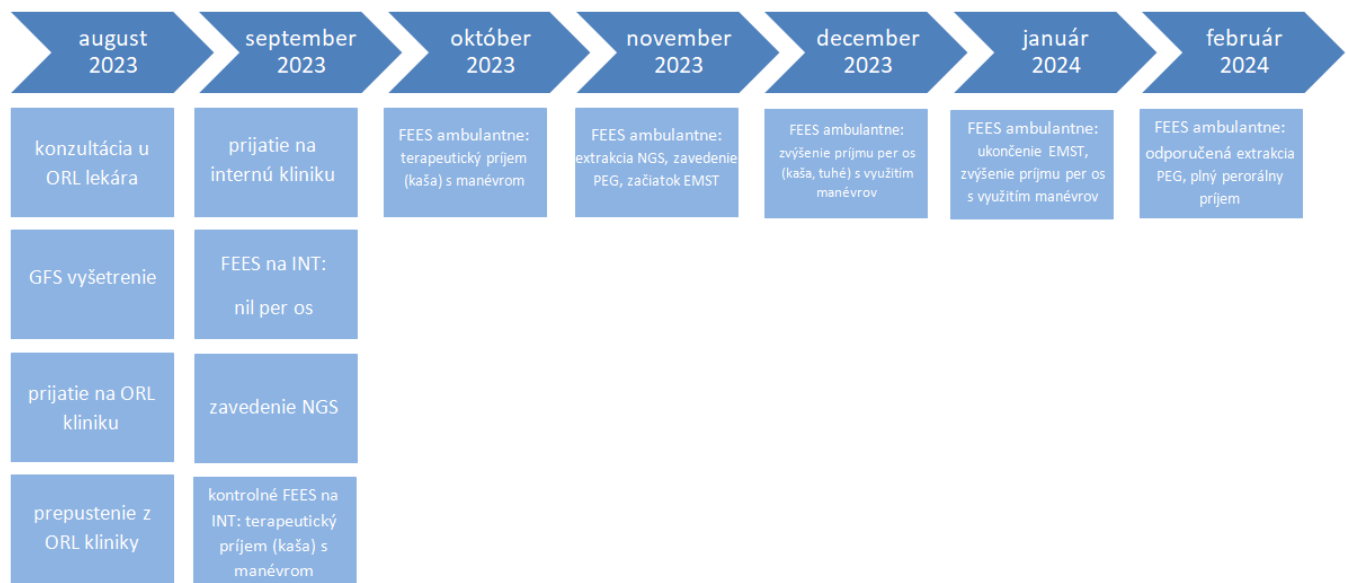 august
2023
september
2023
október
2023
november
2023
december
2023
január
2024
február
2024
konzultácia u
ORL lekára
GFS vyšetrenie
prijatie na ORL
kliniku
prepustenie z
ORL kliniky
prijatie na
internú kliniku
FEES na INT:
nil per os
zavedenie NGS
kontrolné FEES na
INT: terapeutický
príjem (kaša) s
manévrom
FEES ambulantne:
terapeutický príjem
(kaša) s manévrom
FEES ambulantne:
extrakcia NGS, zavedenie
PEG, začiatok EMST
FEES ambulantne:
zvýšenie príjmu per os
(kaša, tuhé) s využitím
manévrov
FEES ambulantne:
ukončenie EMST,
zvýšenie príjmu per os
s využitím manévrov
FEES ambulantne:
odporučená extrakcia
PEG, plný perorálny
príjem